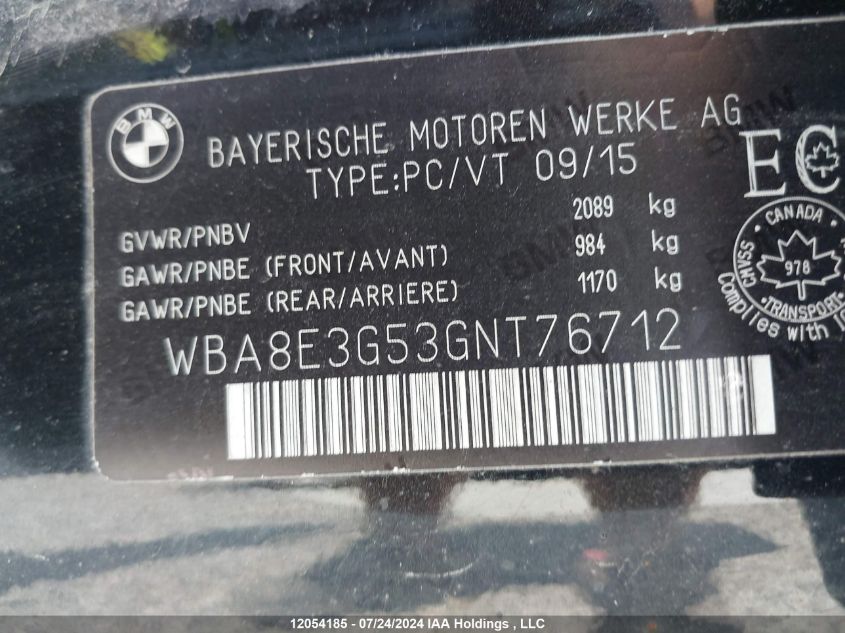 BMW
BAYERISCHE MOTOREN WERKE AG
TYPE:PC/VT 09/15
EC
GVWR/PNBV 2089 kg
GAWR/PNBE (FRONT/AVANT) 984 kg
GAWR/PNBE (REAR/ARRIERE) 1170 kg
CANADA
978
TRANSPORT
Complies with
WBA8E3G53GNT76712
12054185 - 07/24/2024 IAA Holdings , LLC